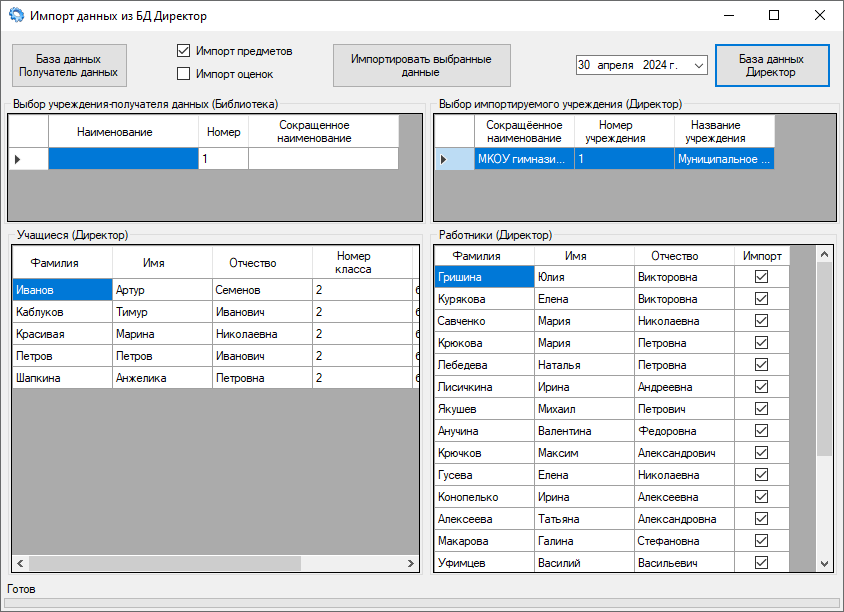 Импорт данных из БД Директор
База данных
Получатель данных
Импорт предметов
Импорт оценок
Импортировать выбранные
данные
30 апреля 2024 г.
База данных
Директор
Выбор учреждения-получателя данных (Библиотека)
Наименование Номер Сокращенное
наименование
1
Выбор импортируемого учреждения (Директор)
Сокращённое
наименование Номер
учреждения Название
учреждения
МКОУ гимнази... 1 Муниципальное ...
Учащиеся (Директор)
Фамилия Имя Отчество Номер
класса
Иванов Артур Семенов 2
Каблуков Тимур Иванович 2
Красивая Марина Николаевна 2
Петров Петров Иванович 2
Шапкина Анжелика Петровна 2
Работники (Директор)
Фамилия Имя Отчество Импорт
Гришина Юлия Викторовна
Курякова Елена Викторовна
Савченко Мария Николаевна
Крюкова Мария Петровна
Лебедева Наталья Петровна
Лисичкина Ирина Андреевна
Якушев Михаил Петрович
Анучина Валентина Федоровна
Крючков Максим Александрович
Гусева Елена Николаевна
Конопелько Ирина Алексеевна
Алексеева Татьяна Александровна
Макарова Галина Стефановна
Уфимцев Василий Васильевич
Готов